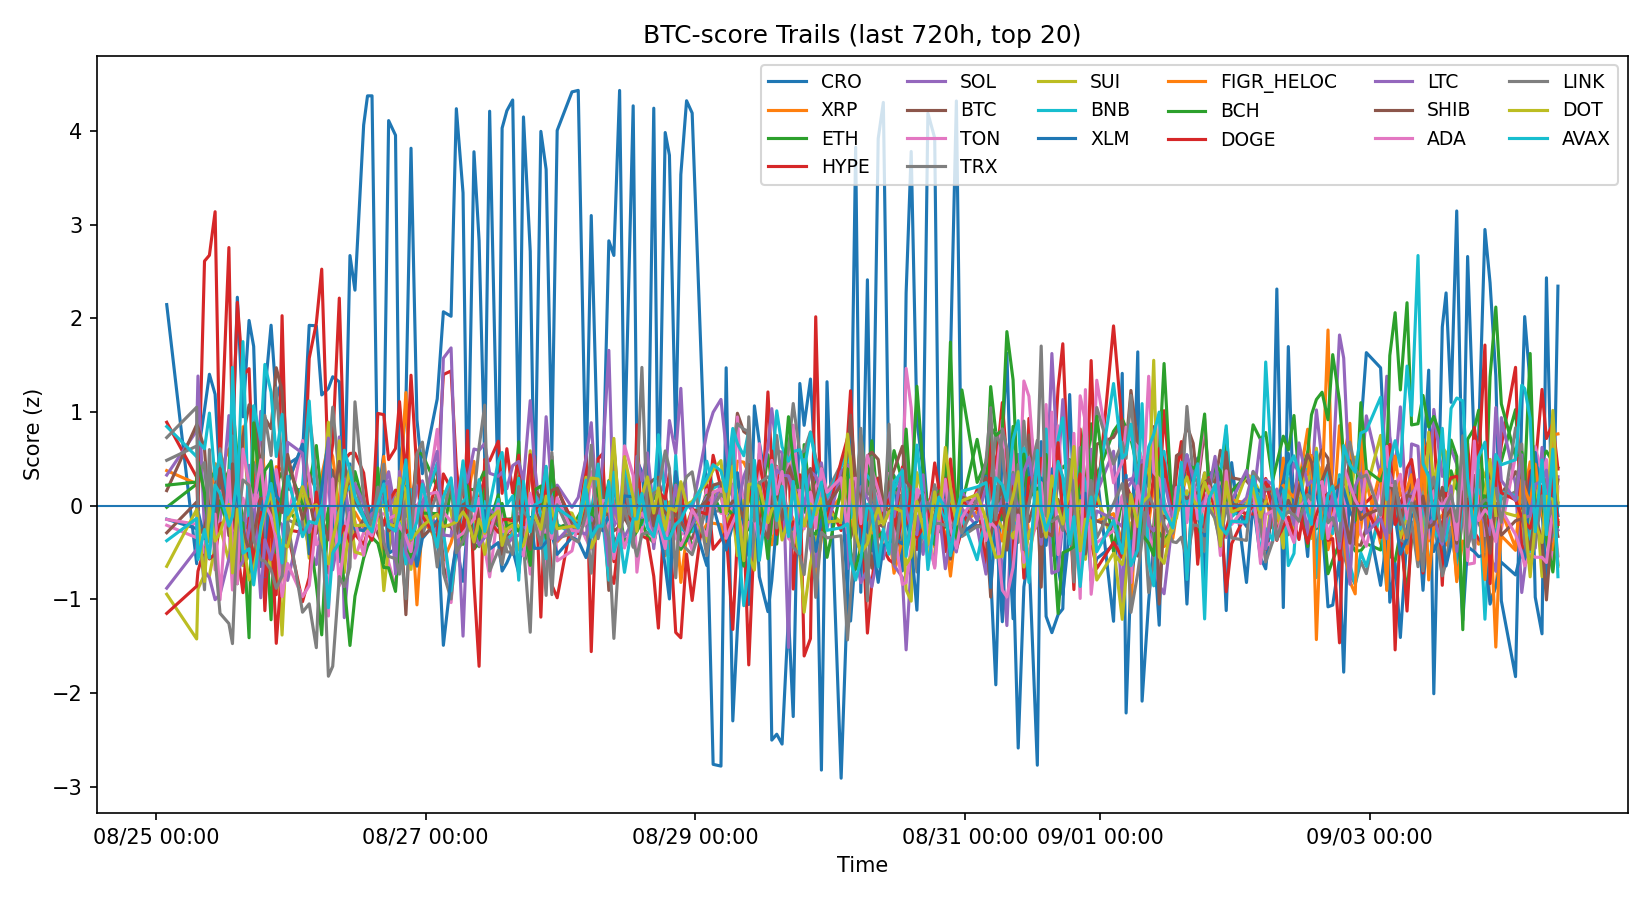 BTC-score Trails (last 720h, top 20)
CRO SOL SUI FIGR_HELOC LTC LINK
XRP BTC BNB BCH SHIB DOT
ETH TON XLM DOGE ADA AVAX
HYPE TRX
Score (z)
4
3
2
1
0
−1
−2
−3
08/25 00:00 08/27 00:00 08/29 00:00 08/31 00:00 09/01 00:00 09/03 00:00
Time